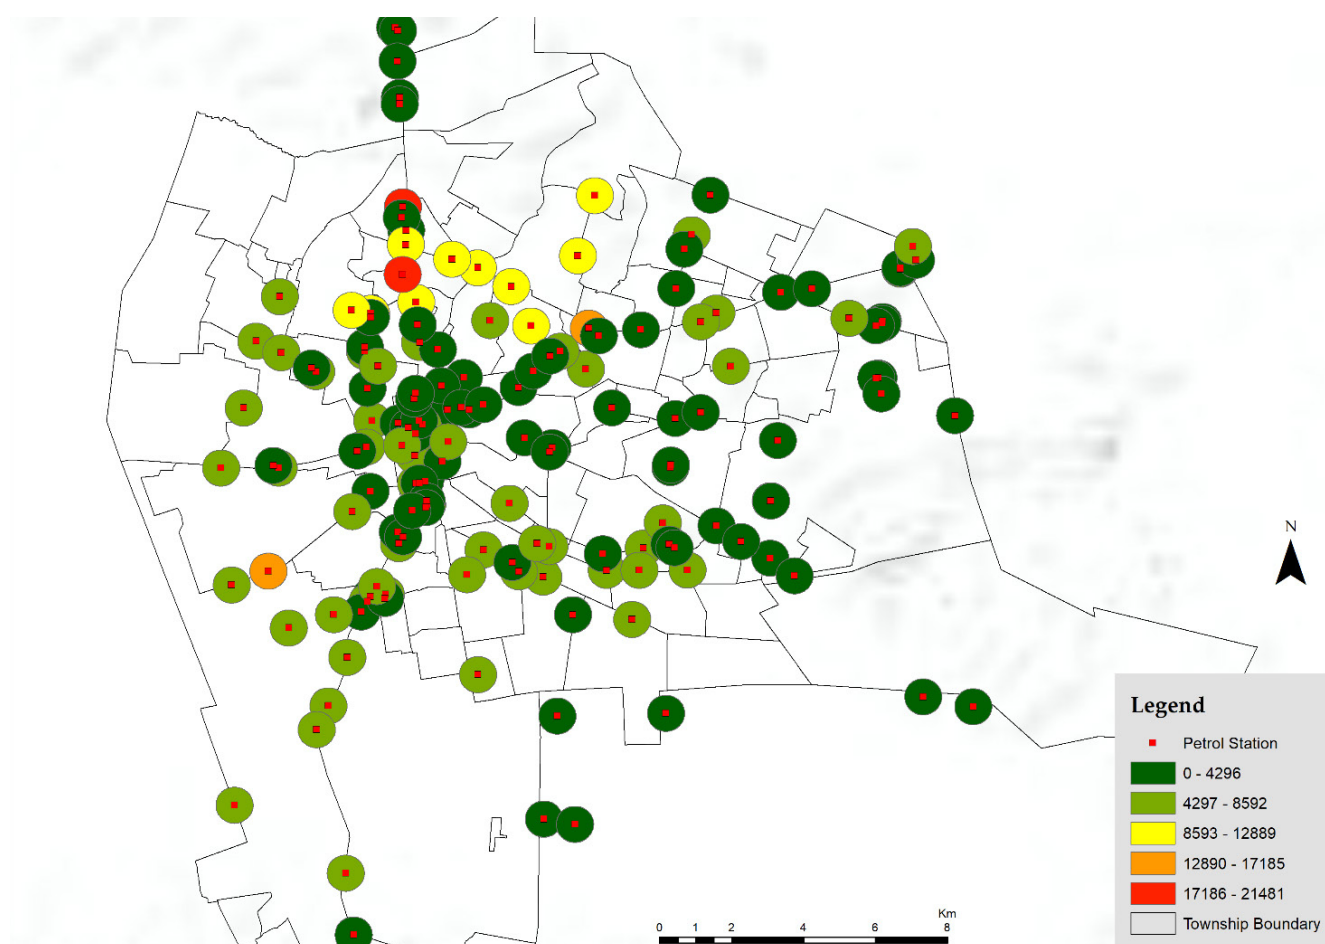 N
Legend
Petrol Station
0 - 4296
4297 - 8592
8593 - 12889
12890 - 17185
17186 - 21481
Township Boundary
Km
0 1 2 4 6 8